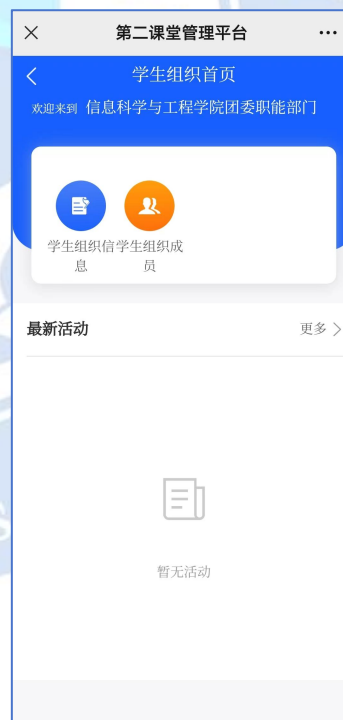 第二课堂管理平台
学生组织首页
欢迎来到 信息科学与工程学院团委职能部门
学生组织信息
学生组织成员
最新活动
更多
暂无活动